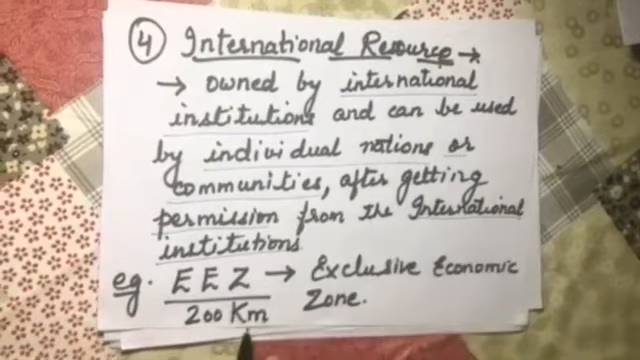 4 International Resource →
→ owned by international
institutions and can be used
by individual nations or
communities, after getting
permission from the International
institutions
eg. EEZ → Exclusive Economic
200 Km Zone.